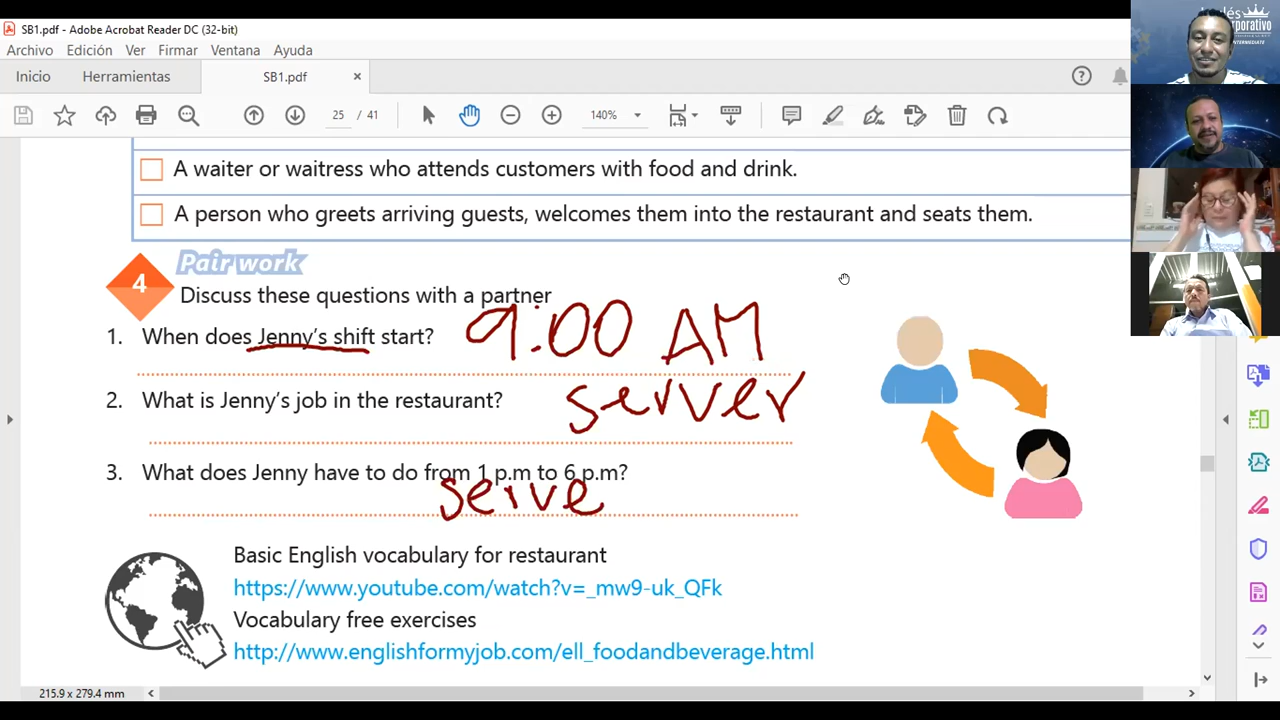 SB1.pdf - Adobe Acrobat Reader DC (32-bit)
Archivo Edición Ver Firmar Ventana Ayuda
Inicio Herramientas SB1.pdf
25 / 41 140%
A waiter or waitress who attends customers with food and drink.
A person who greets arriving guests, welcomes them into the restaurant and seats them.
4 Pair work
Discuss these questions with a partner
1. When does Jenny's shift start? 9:00 AM
2. What is Jenny's job in the restaurant? server
3. What does Jenny have to do from 1 p.m to 6 p.m?
serve
Basic English vocabulary for restaurant
https://www.youtube.com/watch?v=_mw9-uk_QFk
Vocabulary free exercises
http://www.englishformyjob.com/ell_foodandbeverage.html
215.9 x 279.4 mm